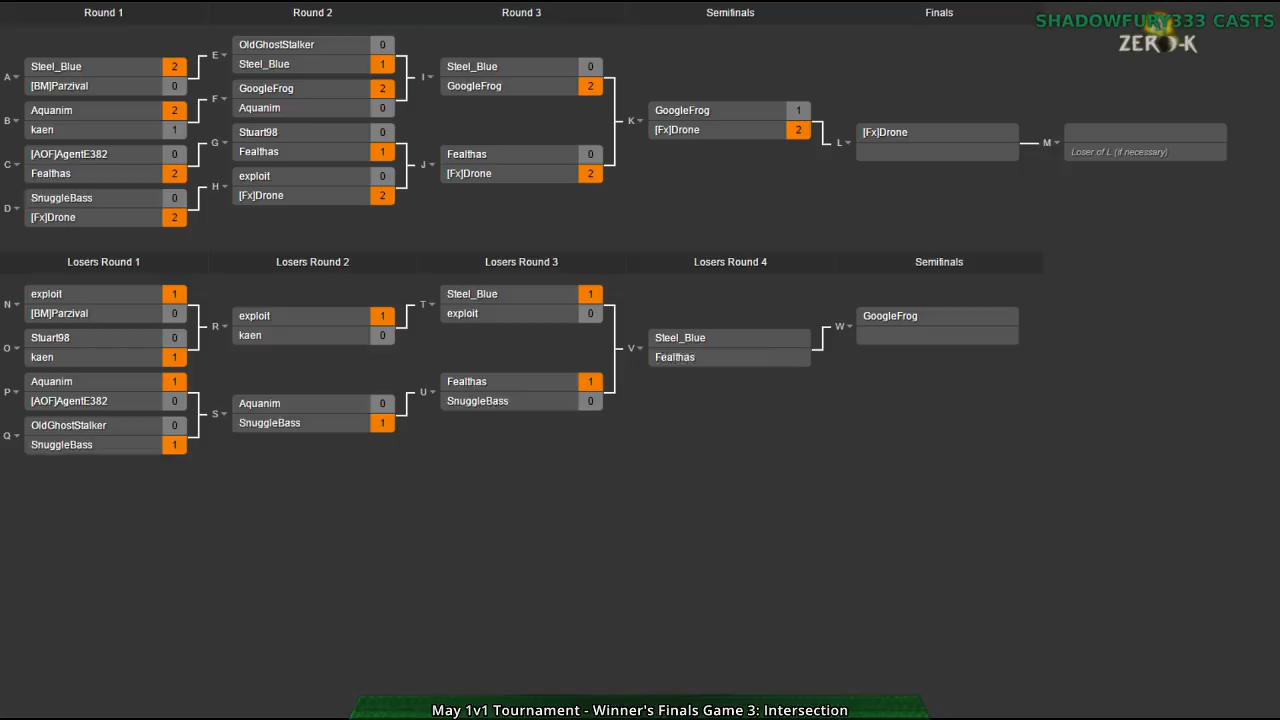 SHADOWFURY333 CASTS
ZERO-K
Round 1
Round 2
Round 3
Semifinals
Finals
A
Steel_Blue 2
[BM]Parzival 0
B
Aquanim 2
kaen 1
C
[AOF]AgentE382 0
Fealthas 2
D
SnuggleBass 0
[Fx]Drone 2
E
OldGhostStalker 0
Steel_Blue 1
F
GoogleFrog 2
Aquanim 0
G
Stuart98 0
Fealthas 1
H
exploit 0
[Fx]Drone 2
I
Steel_Blue 0
GoogleFrog 2
J
Fealthas 0
[Fx]Drone 2
K
GoogleFrog 1
[Fx]Drone 2
L
[Fx]Drone
M
Loser of L (if necessary)
Losers Round 1
Losers Round 2
Losers Round 3
Losers Round 4
Semifinals
N
exploit 1
[BM]Parzival 0
O
Stuart98 0
kaen 1
P
Aquanim 1
[AOF]AgentE382 0
Q
OldGhostStalker 0
SnuggleBass 1
R
exploit 1
kaen 0
S
Aquanim 0
SnuggleBass 1
T
Steel_Blue 1
exploit 0
U
Fealthas 1
SnuggleBass 0
V
Steel_Blue
Fealthas
W
GoogleFrog
May 1v1 Tournament - Winner's Finals Game 3: Intersection